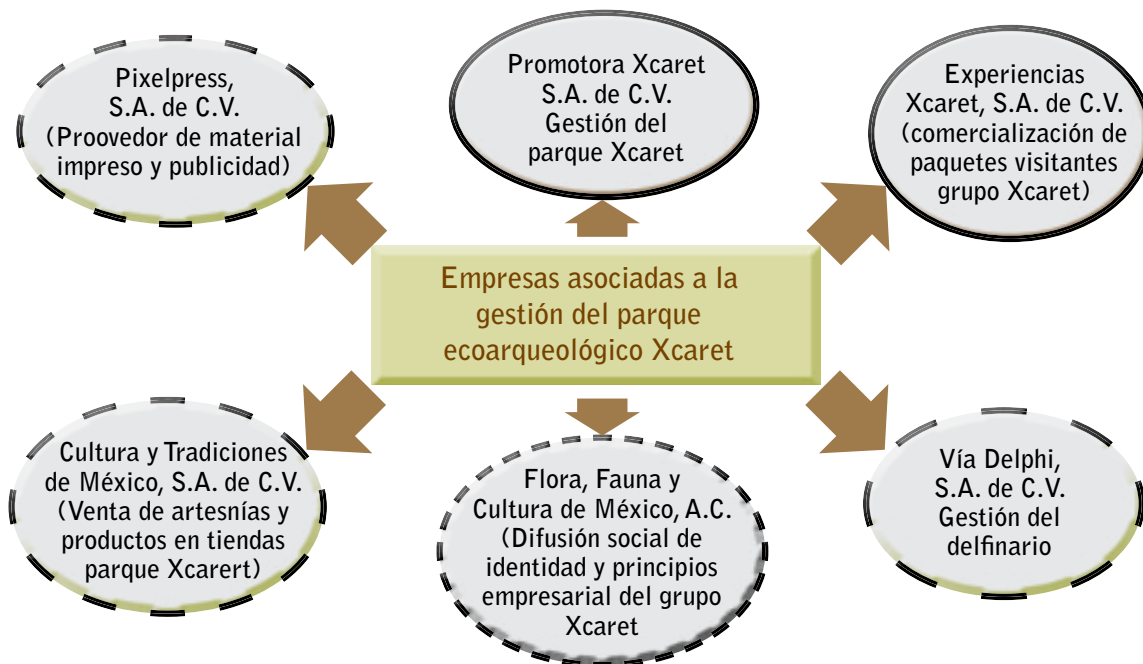 Pixelpress,
S.A. de C.V.
(Proovedor de material
impreso y publicidad)
Promotora Xcaret
S.A. de C.V.
Gestión del
parque Xcaret
Experiencias
Xcaret, S.A. de C.V.
(comercialización de
paquetes visitantes
grupo Xcaret)
Empresas asociadas a la
gestión del parque
ecoarqueológico Xcaret
Cultura y Tradiciones
de México, S.A. de C.V.
(Venta de artesnías y
productos en tiendas
parque Xcarert)
Flora, Fauna y
Cultura de México, A.C.
(Difusión social de
identidad y principios
empresarial del grupo
Xcaret
Vía Delphi,
S.A. de C.V.
Gestión del
delfinario